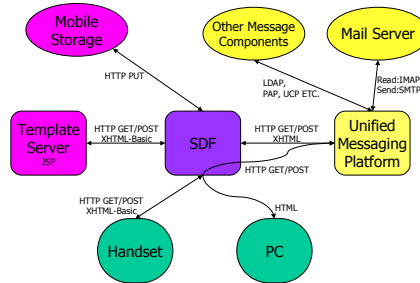 Mobile
Storage
Other Message
Components
Mail Server
HTTP PUT
LDAP,
PAP, UCP ETC.
Read:IMAP
Send:SMTP
Template
Server
JSP
HTTP GET/POST
XHTML-Basic
SDF
HTTP GET/POST
XHTML
Unified
Messaging
Platform
HTTP GET/POST
HTTP GET/POST
XHTML-Basic
HTML
Handset
PC